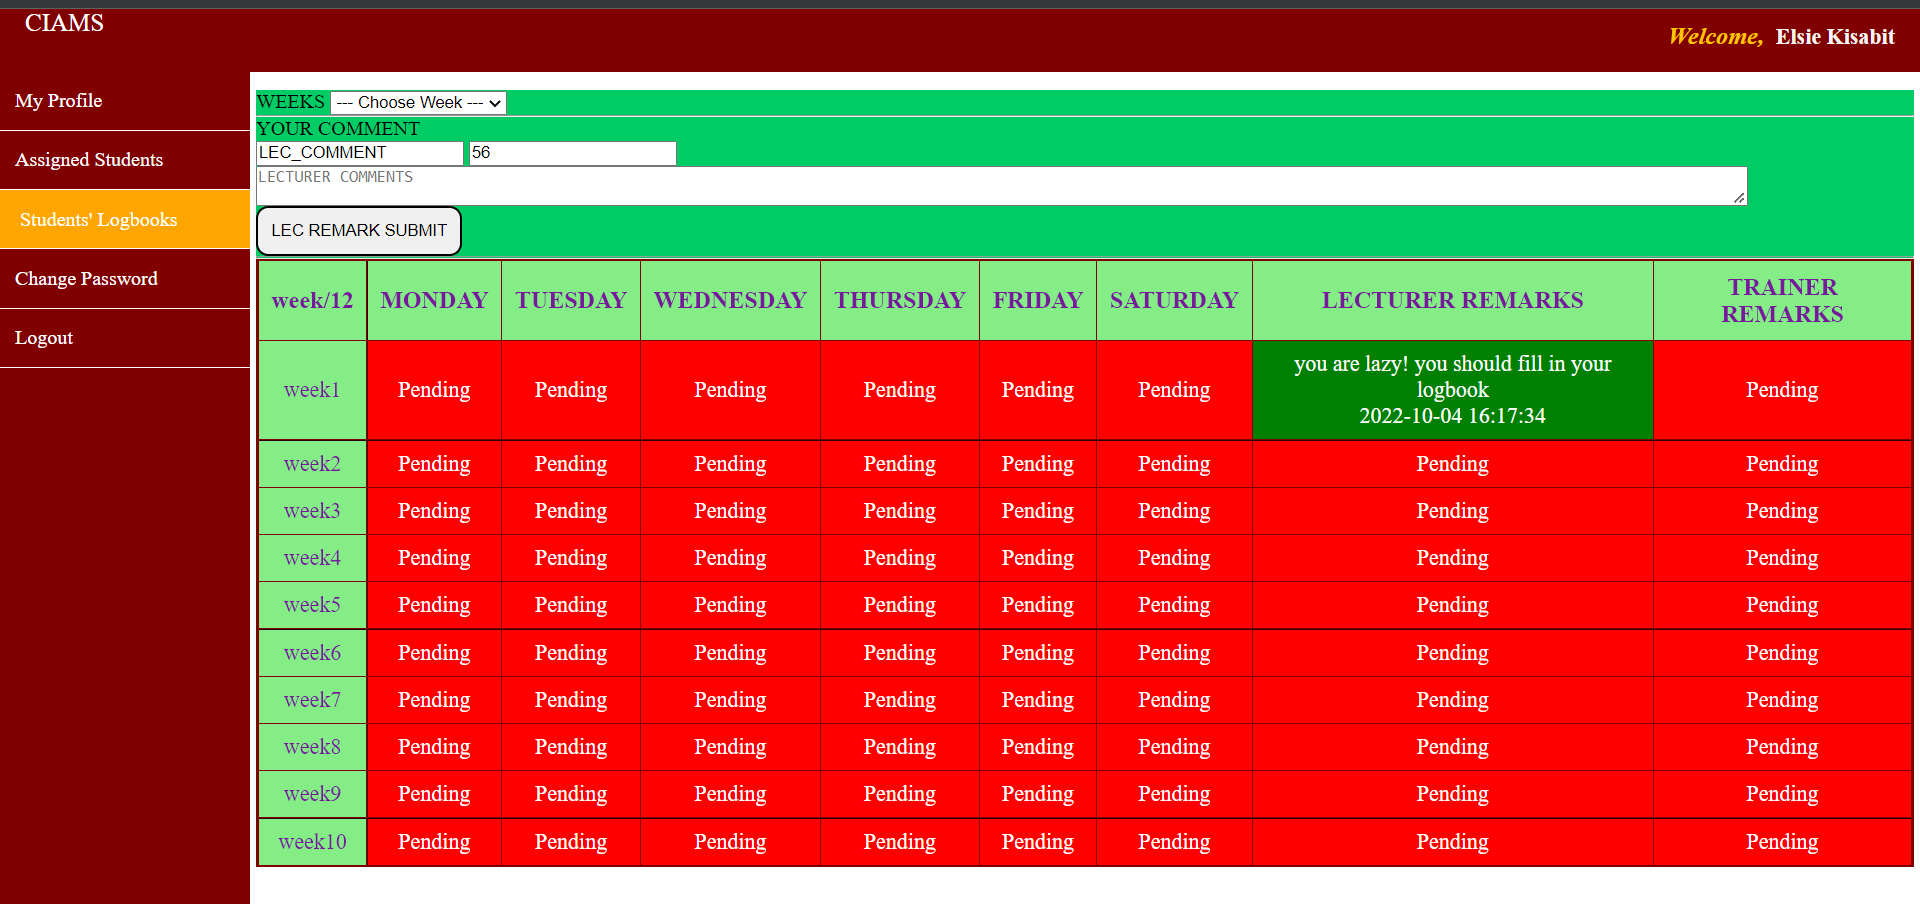 CIAMS
Welcome, Elsie Kisabit
My Profile
Assigned Students
Students' Logbooks
Change Password
Logout
WEEKS --- Choose Week ---
YOUR COMMENT
LEC_COMMENT 56
LECTURER COMMENTS
LEC REMARK SUBMIT
week/12 MONDAY TUESDAY WEDNESDAY THURSDAY FRIDAY SATURDAY LECTURER REMARKS TRAINER
REMARKS
week1 Pending Pending Pending Pending Pending Pending you are lazy! you should fill in your
logbook
2022-10-04 16:17:34 Pending
week2 Pending Pending Pending Pending Pending Pending Pending Pending
week3 Pending Pending Pending Pending Pending Pending Pending Pending
week4 Pending Pending Pending Pending Pending Pending Pending Pending
week5 Pending Pending Pending Pending Pending Pending Pending Pending
week6 Pending Pending Pending Pending Pending Pending Pending Pending
week7 Pending Pending Pending Pending Pending Pending Pending Pending
week8 Pending Pending Pending Pending Pending Pending Pending Pending
week9 Pending Pending Pending Pending Pending Pending Pending Pending
week10 Pending Pending Pending Pending Pending Pending Pending Pending